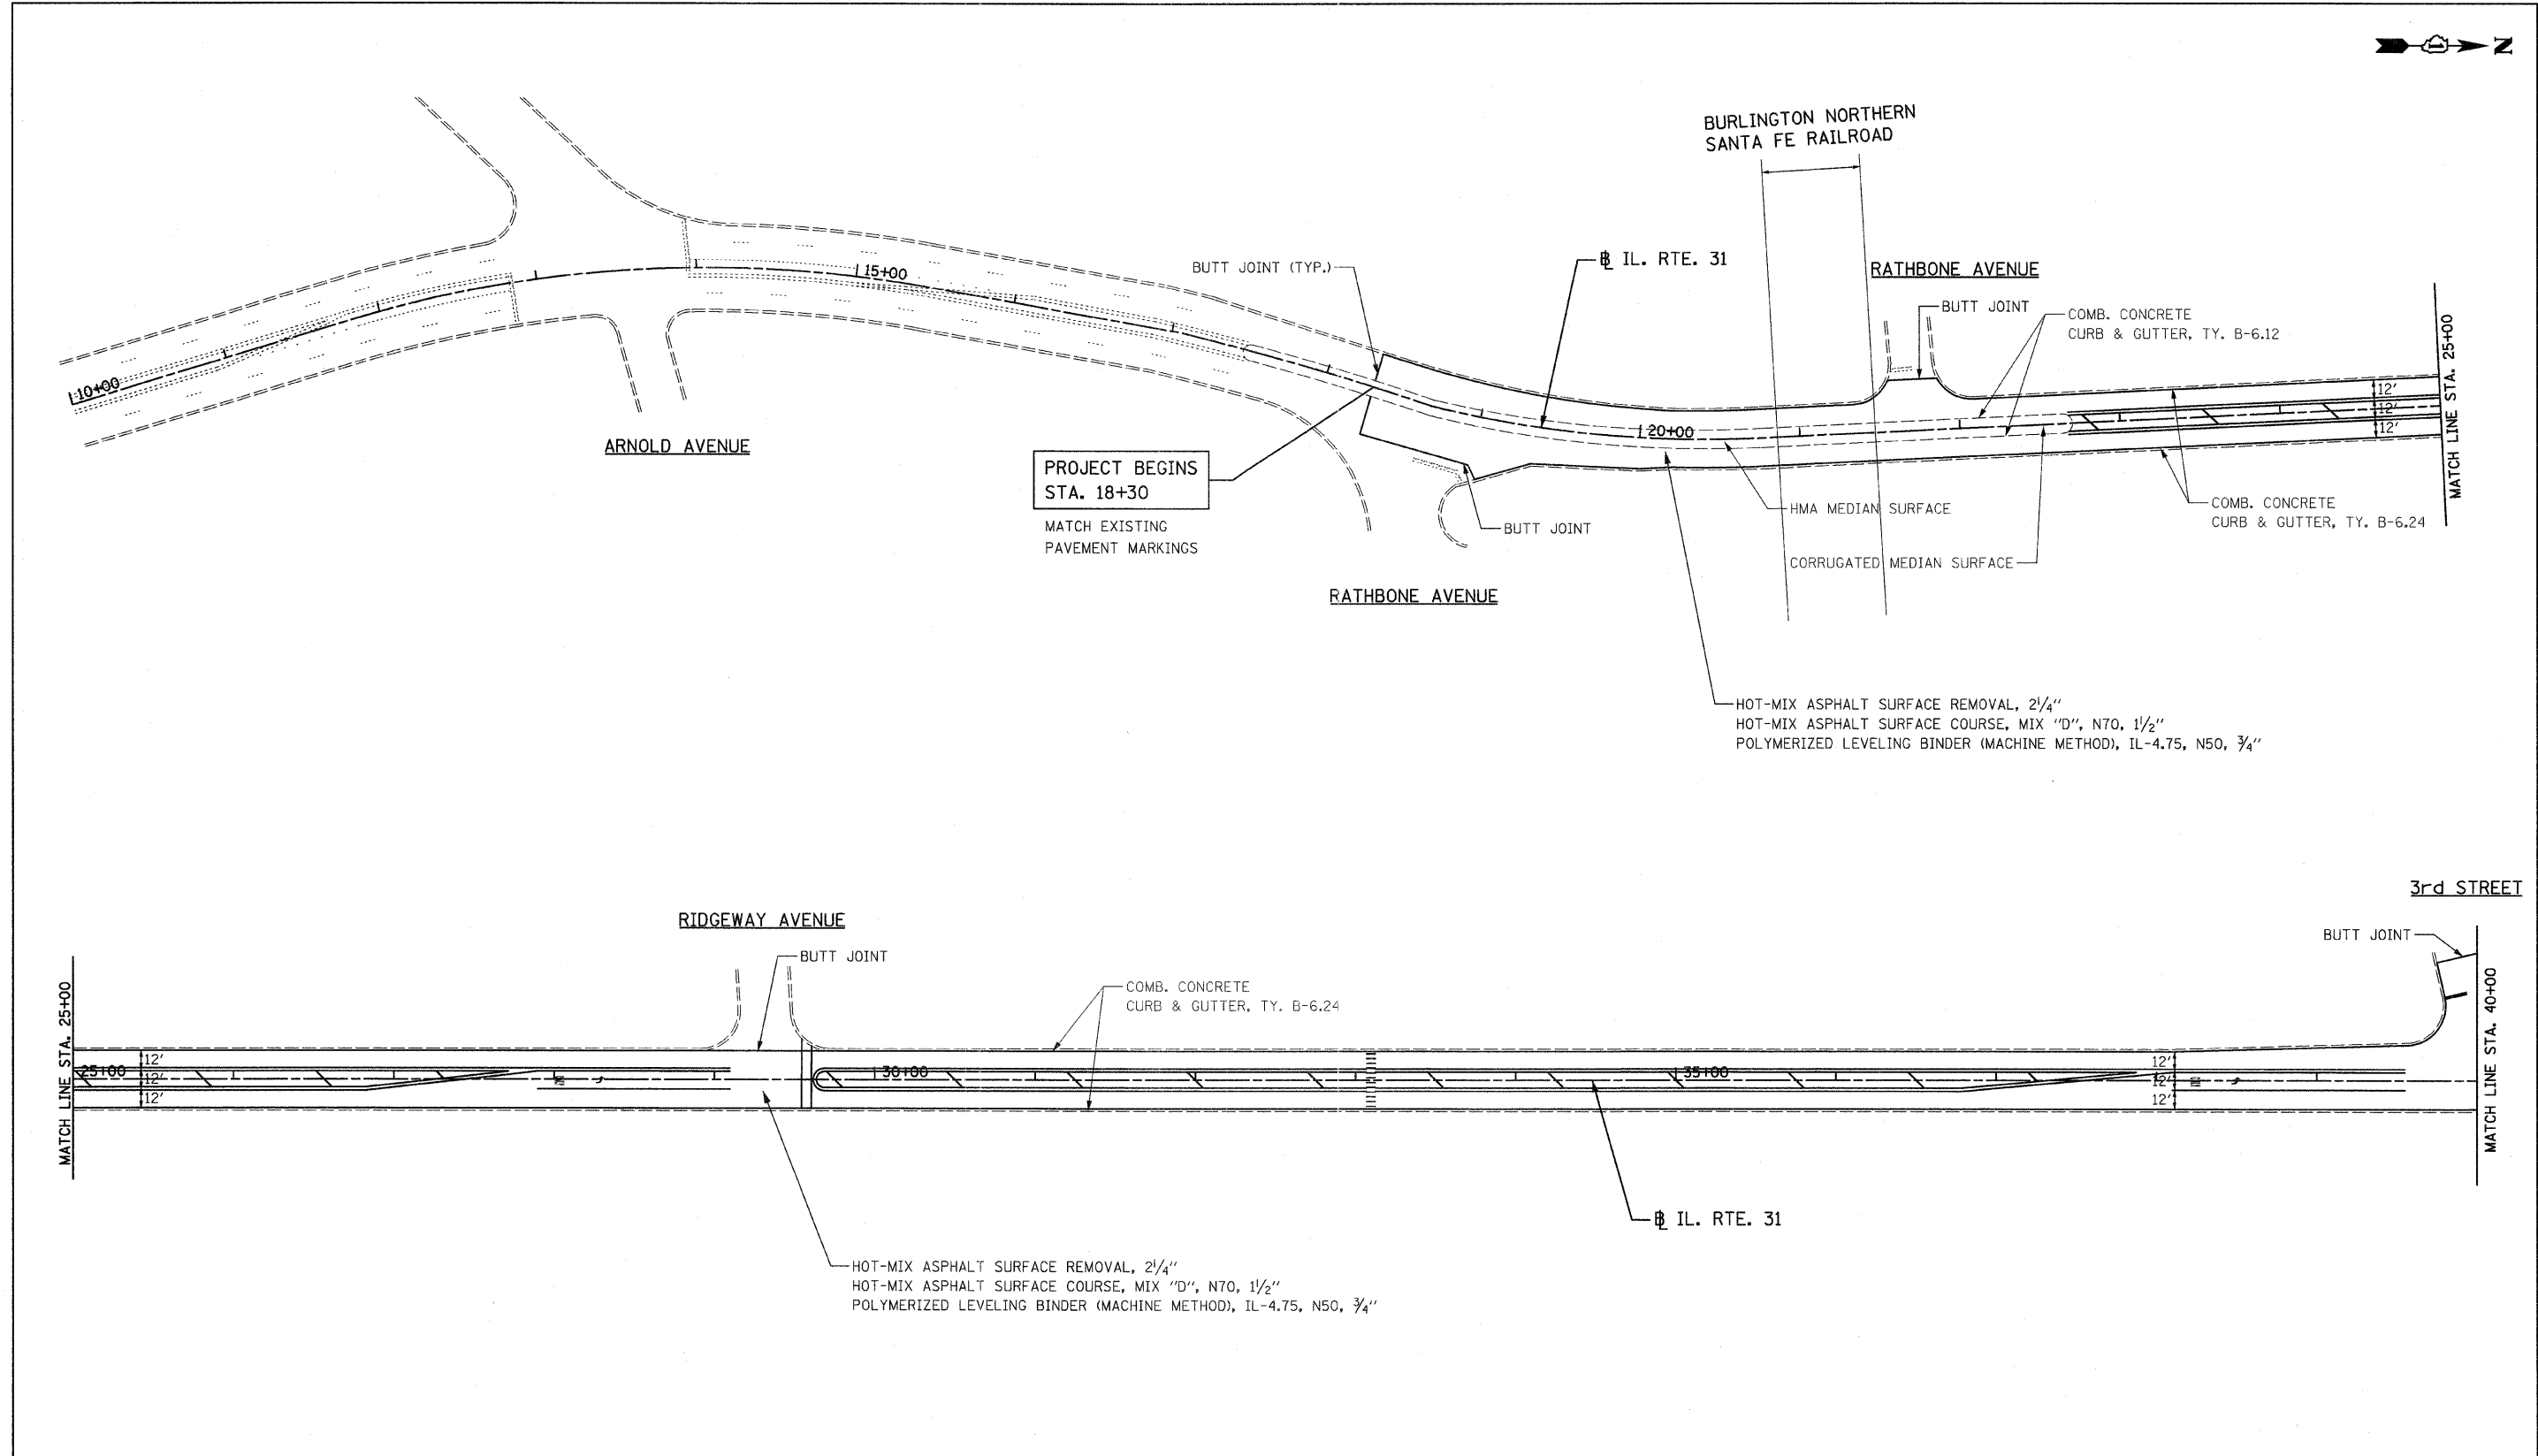 N
BURLINGTON NORTHERN
SANTA FE RAILROAD
BUTT JOINT (TYP.)
℄ IL. RTE. 31
RATHBONE AVENUE
BUTT JOINT
COMB. CONCRETE
CURB & GUTTER, TY. B-6.12
MATCH LINE STA. 25+00
10+00
15+00
20+00
12'
12'
12'
ARNOLD AVENUE
PROJECT BEGINS
STA. 18+30
MATCH EXISTING
PAVEMENT MARKINGS
BUTT JOINT
HMA MEDIAN SURFACE
COMB. CONCRETE
CURB & GUTTER, TY. B-6.24
CORRUGATED MEDIAN SURFACE
RATHBONE AVENUE
HOT-MIX ASPHALT SURFACE REMOVAL, 2¼"
HOT-MIX ASPHALT SURFACE COURSE, MIX "D", N70, 1½"
POLYMERIZED LEVELING BINDER (MACHINE METHOD), IL-4.75, N50, ¾"
3rd STREET
RIDGEWAY AVENUE
BUTT JOINT
BUTT JOINT
COMB. CONCRETE
CURB & GUTTER, TY. B-6.24
MATCH LINE STA. 25+00
MATCH LINE STA. 40+00
12'
12'
12'
25+00
30+00
35+00
12'
12'
12'
℄ IL. RTE. 31
HOT-MIX ASPHALT SURFACE REMOVAL, 2¼"
HOT-MIX ASPHALT SURFACE COURSE, MIX "D", N70, 1½"
POLYMERIZED LEVELING BINDER (MACHINE METHOD), IL-4.75, N50, ¾"